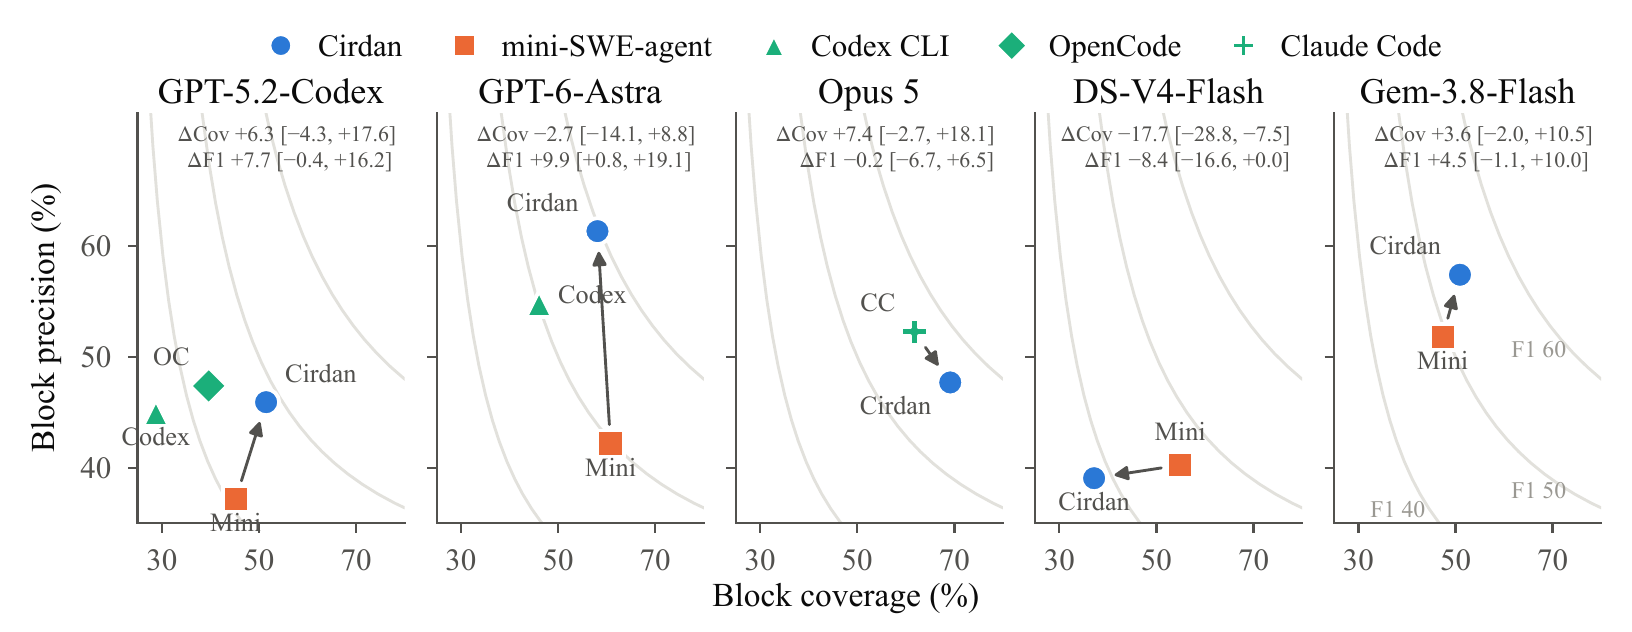 Cirdan mini-SWE-agent Codex CLI OpenCode Claude Code
GPT-5.2-Codex GPT-6-Astra Opus 5 DS-V4-Flash Gem-3.8-Flash
Block precision (%)
60
50
40
ΔCov +6.3 [−4.3, +17.6]
ΔF1 +7.7 [−0.4, +16.2]
OC
Cirdan
Codex
Mini
30 50 70
ΔCov −2.7 [−14.1, +8.8]
ΔF1 +9.9 [+0.8, +19.1]
Cirdan
Codex
Mini
30 50 70
ΔCov +7.4 [−2.7, +18.1]
ΔF1 −0.2 [−6.7, +6.5]
CC
Cirdan
30 50 70
ΔCov −17.7 [−28.8, −7.5]
ΔF1 −8.4 [−16.6, +0.0]
Mini
Cirdan
30 50 70
ΔCov +3.6 [−2.0, +10.5]
ΔF1 +4.5 [−1.1, +10.0]
Cirdan
Mini
F1 60
F1 50
F1 40
30 50 70
Block coverage (%)